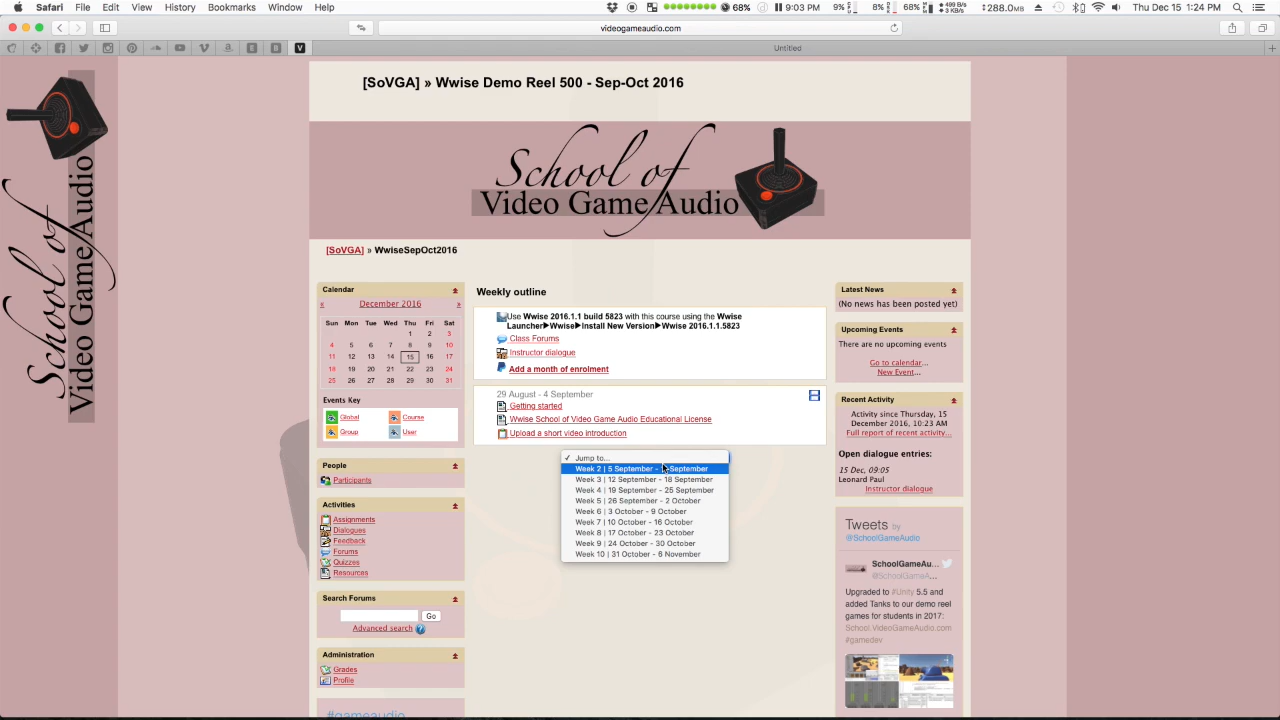 Safari File Edit View History Bookmarks Window Help
68% 9:03 PM 9% 8% 68% 499 B/s 3 KB/s 288.0MB Thu Dec 15 1:24 PM
videogameaudio.com
Untitled
School of
Video Game Audio
[SoVGA] » Wwise Demo Reel 500 - Sep-Oct 2016
School of
Video Game Audio
[SoVGA] » WwiseSepOct2016
Calendar
« December 2016 »
Sun Mon Tue Wed Thu Fri Sat
1 2 3
4 5 6 7 8 9 10
11 12 13 14 15 16 17
18 19 20 21 22 23 24
25 26 27 28 29 30 31
Events Key
Global Course
Group User
People
Participants
Activities
Assignments
Dialogues
Feedback
Forums
Quizzes
Resources
Search Forums
Go
Advanced search
Administration
Grades
Profile
#gameaudio
Weekly outline
Use Wwise 2016.1.1 build 5823 with this course using the Wwise
Launcher▶Wwise▶Install New Version▶Wwise 2016.1.1.5823
Class Forums
Instructor dialogue
Add a month of enrolment
29 August - 4 September
Getting started
Wwise School of Video Game Audio Educational License
Upload a short video introduction
✓ Jump to...
Week 2 | 5 September - September
Week 3 | 12 September - 18 September
Week 4 | 19 September - 25 September
Week 5 | 26 September - 2 October
Week 6 | 3 October - 9 October
Week 7 | 10 October - 16 October
Week 8 | 17 October - 23 October
Week 9 | 24 October - 30 October
Week 10 | 31 October - 6 November
Latest News
(No news has been posted yet)
Upcoming Events
There are no upcoming events
Go to calendar...
New Event...
Recent Activity
Activity since Thursday, 15
December 2016, 10:23 AM
Full report of recent activity...
Open dialogue entries:
15 Dec, 09:05
Leonard Paul
Instructor dialogue
Tweets by
@SchoolGameAudio
SchoolGameAu...
@SchoolGameA...
Upgraded to #Unity 5.5 and
added Tanks to our demo reel
games for students in 2017:
School.VideoGameAudio.com
#gamedev